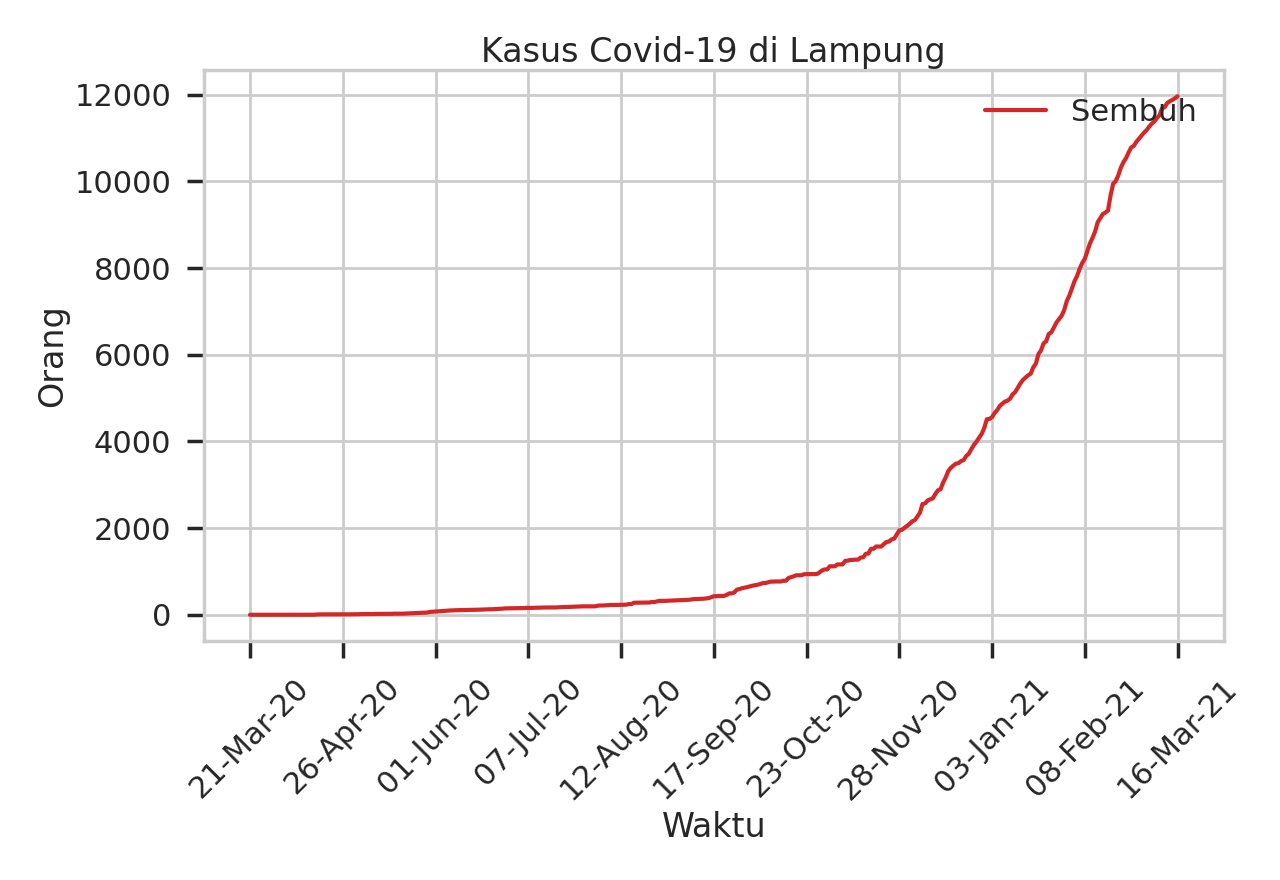 Kasus Covid-19 di Lampung
Sembuh
Orang
12000
10000
8000
6000
4000
2000
0
21-Mar-20
26-Apr-20
01-Jun-20
07-Jul-20
12-Aug-20
17-Sep-20
23-Oct-20
28-Nov-20
03-Jan-21
08-Feb-21
16-Mar-21
Waktu